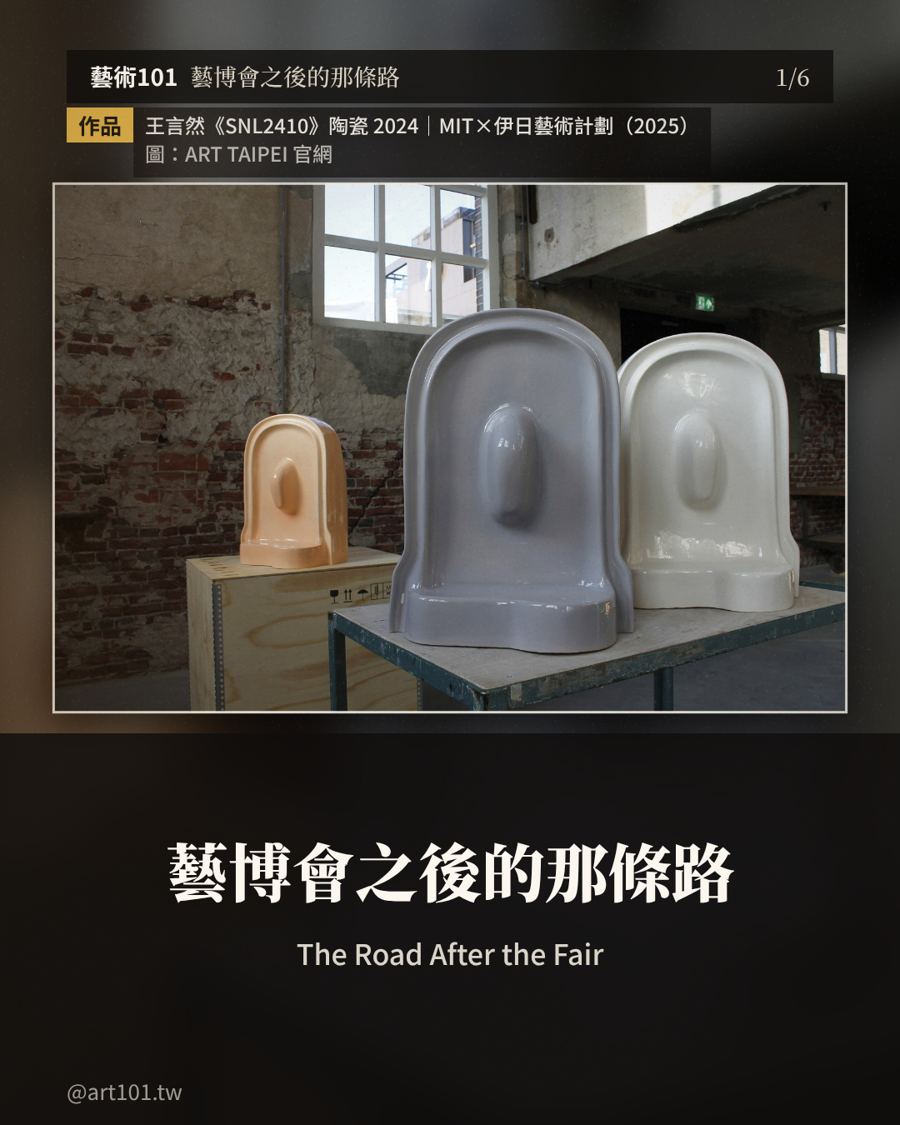 藝術101 藝博會之後的那條路 1/6
作品 王言然《SNL2410》陶瓷 2024｜MIT×伊日藝術計劃（2025）
圖：ART TAIPEI 官網
藝博會之後的那條路
The Road After the Fair
@art101.tw